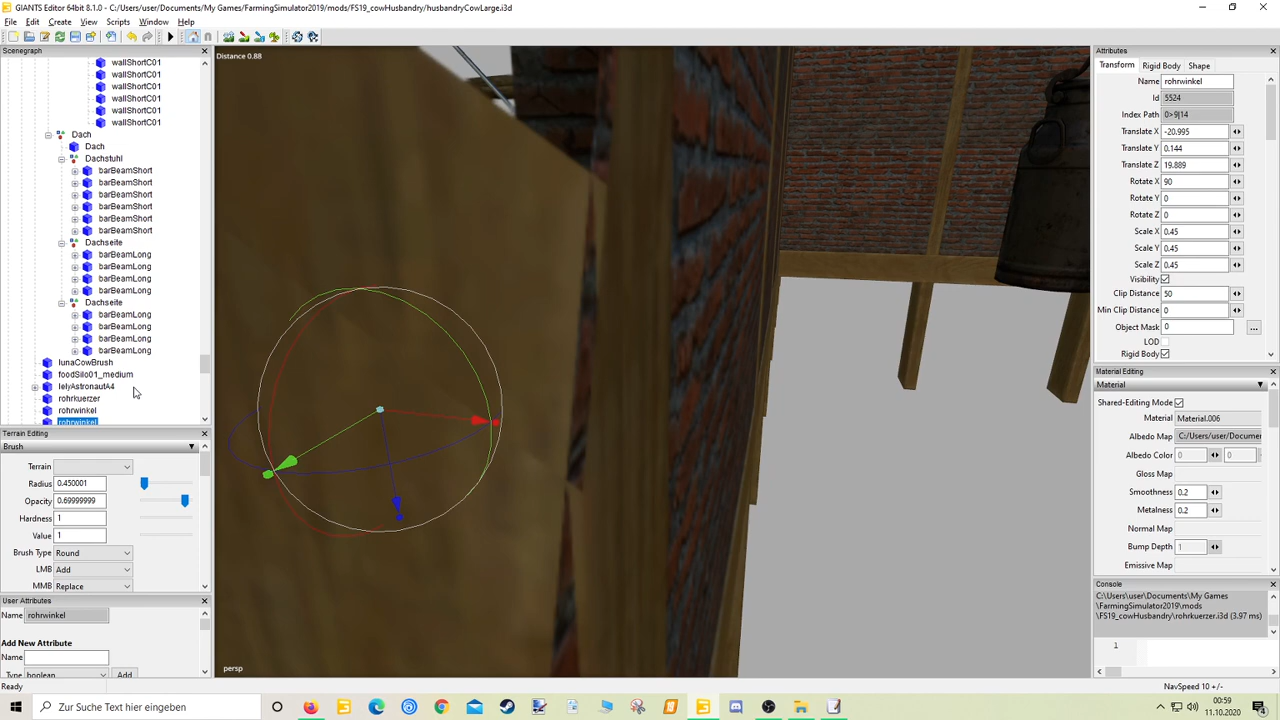 GIANTS Editor 64bit 8.1.0 - C:/Users/user/Documents/My Games/FarmingSimulator2019/mods/FS19_cowHusbandry/husbandryCowLarge.i3d
File Edit Create View Scripts Window Help
Scenegraph
wallShortC01
wallShortC01
wallShortC01
wallShortC01
wallShortC01
wallShortC01
Dach
Dach
Dachstuhl
barBeamShort
barBeamShort
barBeamShort
barBeamShort
barBeamShort
barBeamShort
Dachseite
barBeamLong
barBeamLong
barBeamLong
barBeamLong
Dachseite
barBeamLong
barBeamLong
barBeamLong
barBeamLong
lunaCowBrush
foodSilo01_medium
lelyAstronautA4
rohrkuerzer
rohrwinkel
rohrwinkel
Terrain Editing
Brush
Terrain
Radius 0.450001
Opacity 0.69999999
Hardness 1
Value 1
Brush Type Round
LMB Add
MMB Replace
User Attributes
Name rohrwinkel
Add New Attribute
Name
Type boolean Add
Ready
Distance 0.88
persp
Attributes
Transform Rigid Body Shape
Name rohrwinkel
Id 5524
Index Path 0>9|14
Translate X -20.995
Translate Y 0.144
Translate Z 19.889
Rotate X 90
Rotate Y 0
Rotate Z 0
Scale X 0.45
Scale Y 0.45
Scale Z 0.45
Visibility
Clip Distance 50
Min Clip Distance 0
Object Mask 0 ...
LOD
Rigid Body
Material Editing
Material
Shared-Editing Mode
Material Material.006
Albedo Map C:/Users/user/Documen
Albedo Color 0 0
Gloss Map
Smoothness 0.2
Metalness 0.2
Normal Map
Bump Depth 1
Emissive Map
Console
C:\Users\user\Documents\My Games
\FarmingSimulator2019\mods
\FS19_cowHusbandry\rohrkuerzer.i3d (3.97 ms)
1
NavSpeed 10 +/-
Zur Suche Text hier eingeben
00:59
11.10.2020
4